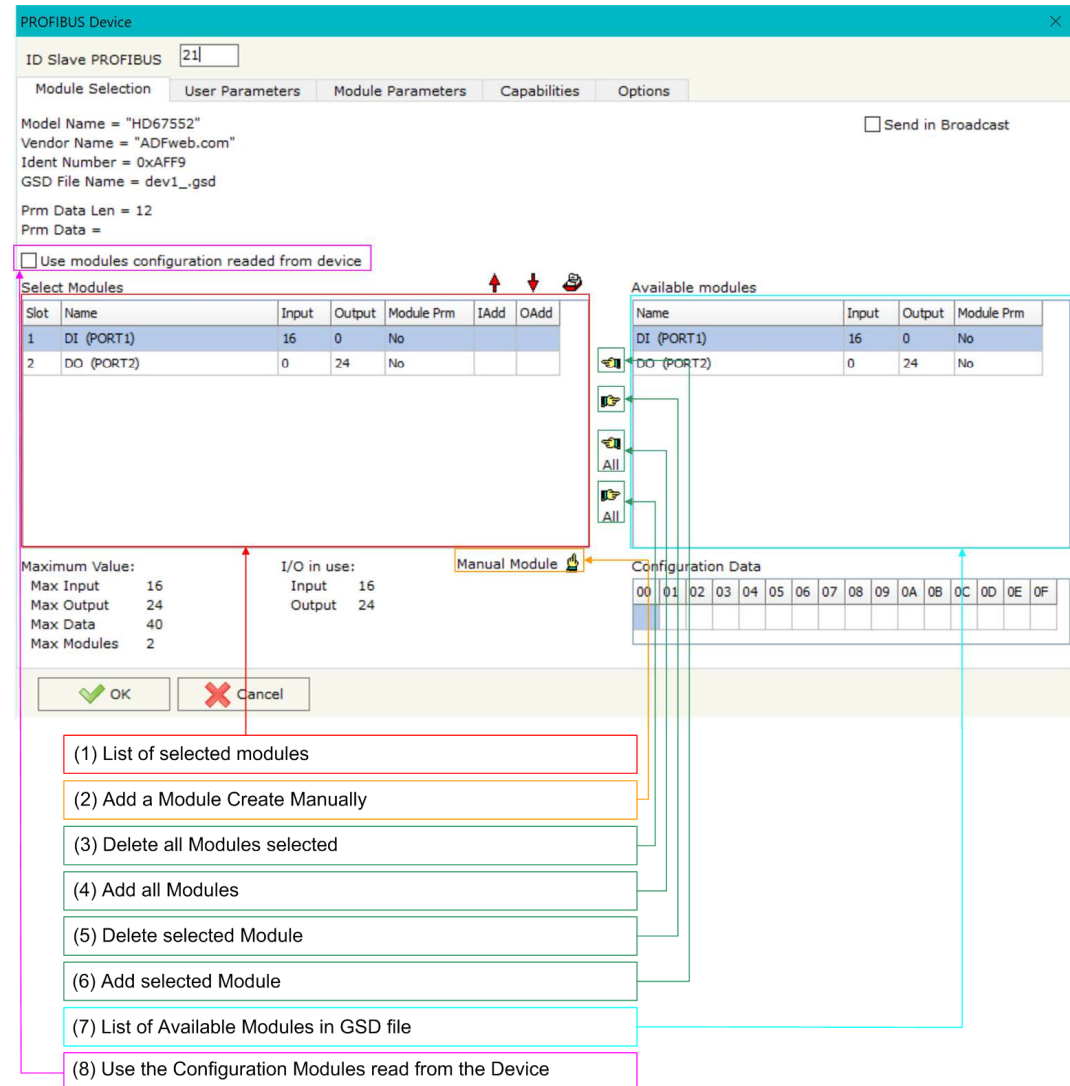 PROFIBUS Device
ID Slave PROFIBUS 21
Module Selection User Parameters Module Parameters Capabilities Options
Model Name = "HD67552" Send in Broadcast
Vendor Name = "ADFweb.com"
Ident Number = 0xAFF9
GSD File Name = dev1_.gsd
Prm Data Len = 12
Prm Data =
Use modules configuration readed from device
Select Modules Available modules
Slot Name Input Output Module Prm IAdd OAdd Name Input Output Module Prm
1 DI (PORT1) 16 0 No DI (PORT1) 16 0 No
2 DO (PORT2) 0 24 No DO (PORT2) 0 24 No
All
All
Maximum Value: I/O in use: Manual Module Configuration Data
Max Input 16 Input 16 00 01 02 03 04 05 06 07 08 09 0A 0B 0C 0D 0E 0F
Max Output 24 Output 24
Max Data 40
Max Modules 2
OK Cancel
(1) List of selected modules
(2) Add a Module Create Manually
(3) Delete all Modules selected
(4) Add all Modules
(5) Delete selected Module
(6) Add selected Module
(7) List of Available Modules in GSD file
(8) Use the Configuration Modules read from the Device